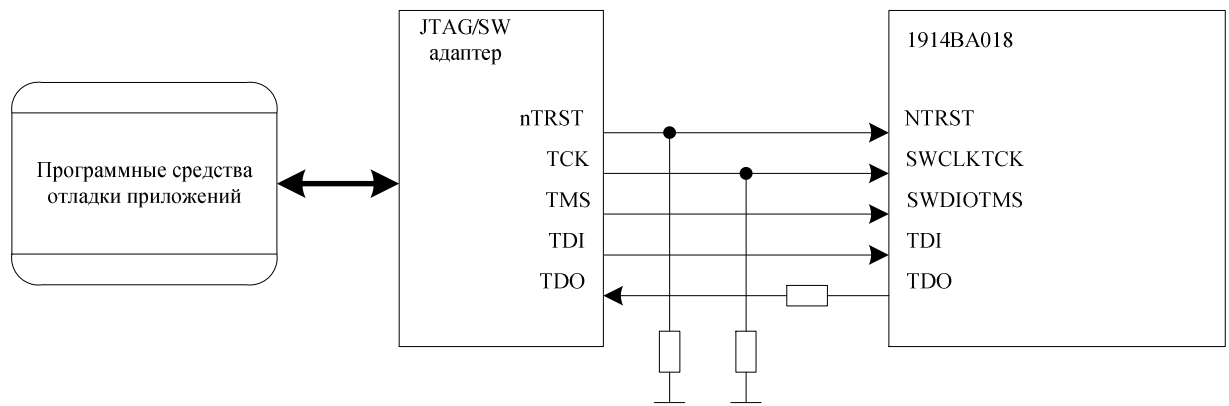 JTAG/SW
адаптер
1914ВА018
Программные средства
отладки приложений
nTRST
TCK
TMS
TDI
TDO
NTRST
SWCLKTCK
SWDIOTMS
TDI
TDO